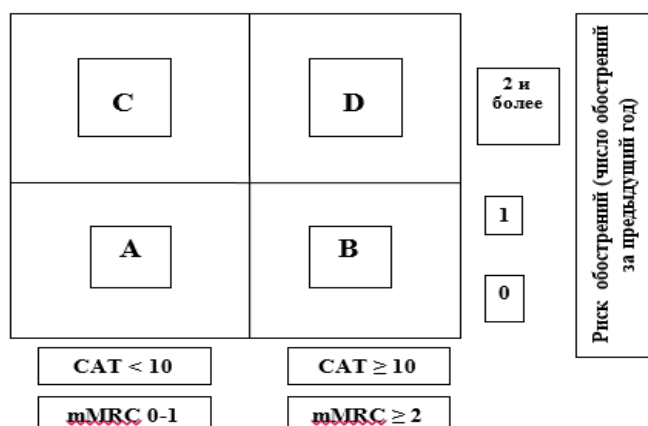 C
D
2 и
более
A
B
1
0
CAT < 10
CAT ≥ 10
mMRC 0-1
mMRC ≥ 2
Риск обострений (число обострений
за предыдущий год)